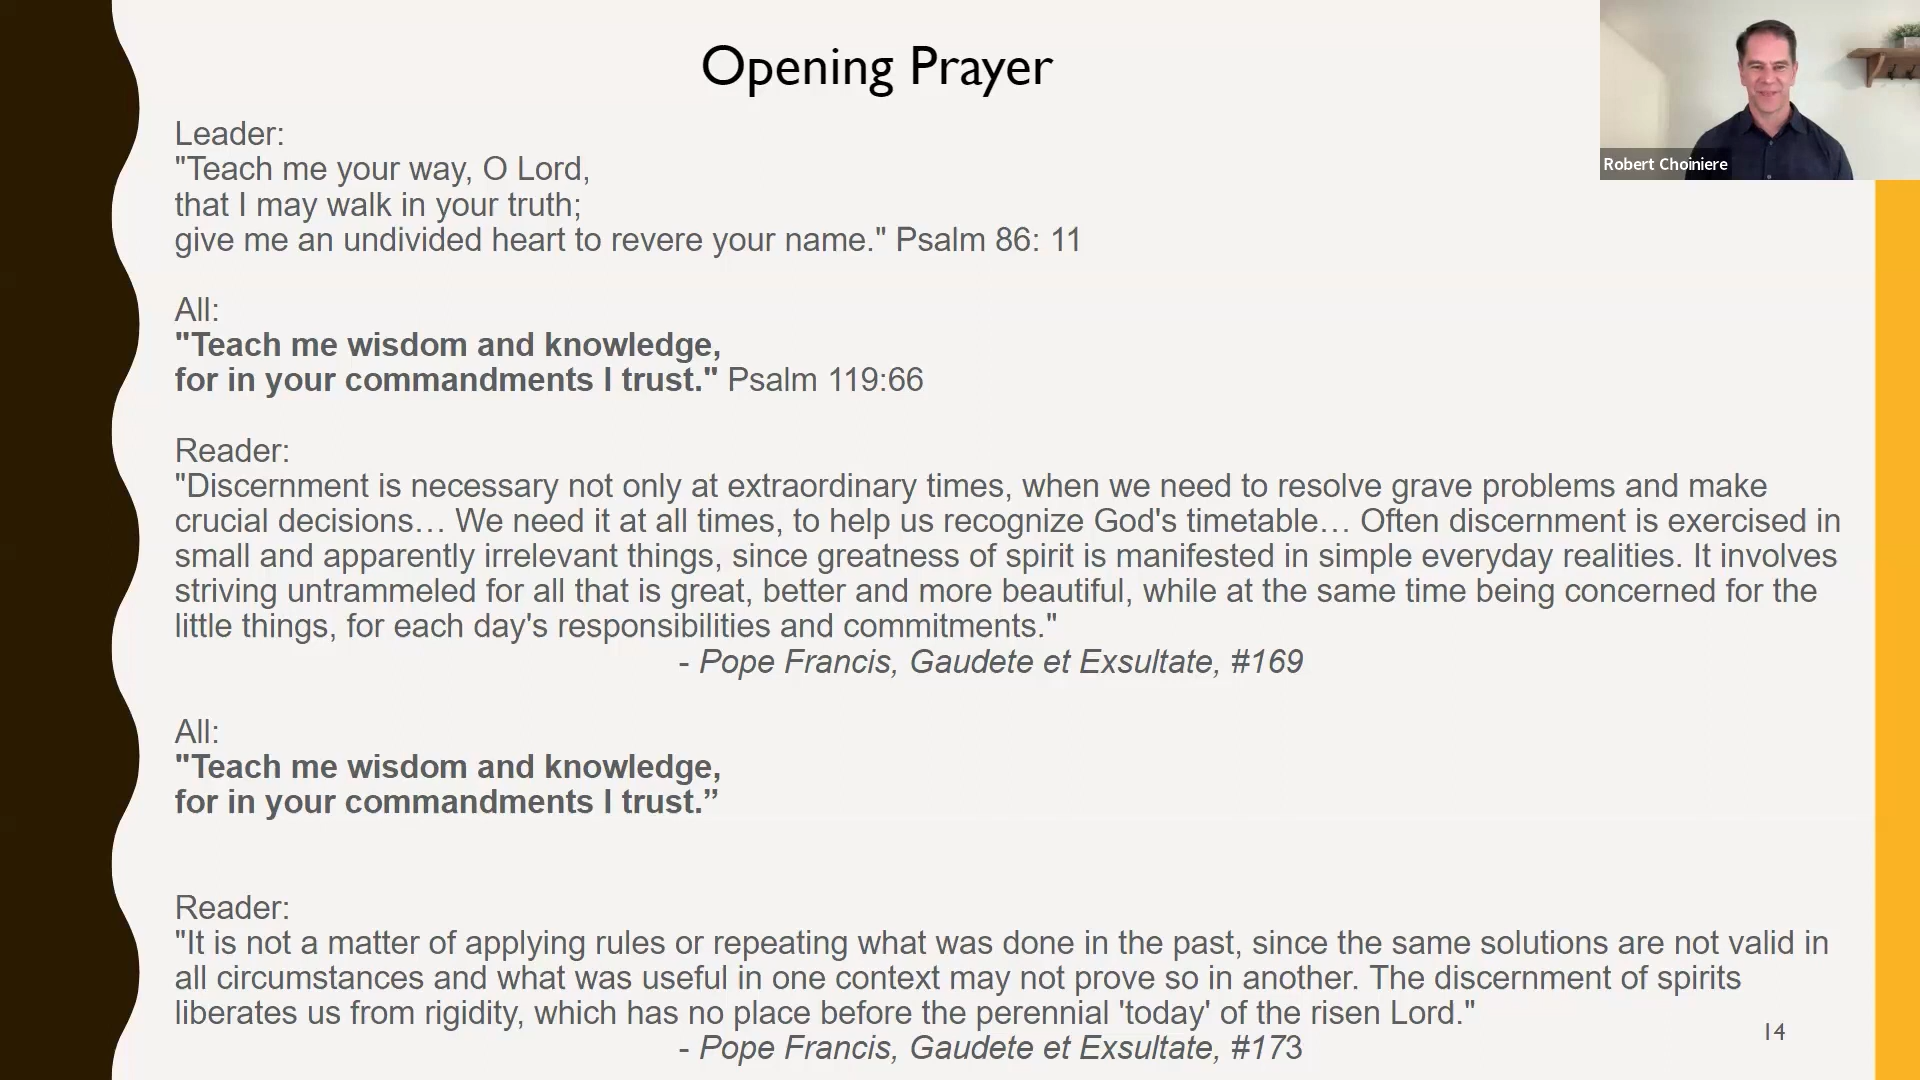 Opening Prayer
Robert Choiniere
Leader:
"Teach me your way, O Lord,
that I may walk in your truth;
give me an undivided heart to revere your name." Psalm 86: 11
All:
"Teach me wisdom and knowledge,
for in your commandments I trust." Psalm 119:66
Reader:
"Discernment is necessary not only at extraordinary times, when we need to resolve grave problems and make
crucial decisions… We need it at all times, to help us recognize God's timetable… Often discernment is exercised in
small and apparently irrelevant things, since greatness of spirit is manifested in simple everyday realities. It involves
striving untrammeled for all that is great, better and more beautiful, while at the same time being concerned for the
little things, for each day's responsibilities and commitments."
- Pope Francis, Gaudete et Exsultate, #169
All:
"Teach me wisdom and knowledge,
for in your commandments I trust.”
Reader:
"It is not a matter of applying rules or repeating what was done in the past, since the same solutions are not valid in
all circumstances and what was useful in one context may not prove so in another. The discernment of spirits
liberates us from rigidity, which has no place before the perennial 'today' of the risen Lord."
- Pope Francis, Gaudete et Exsultate, #173
14